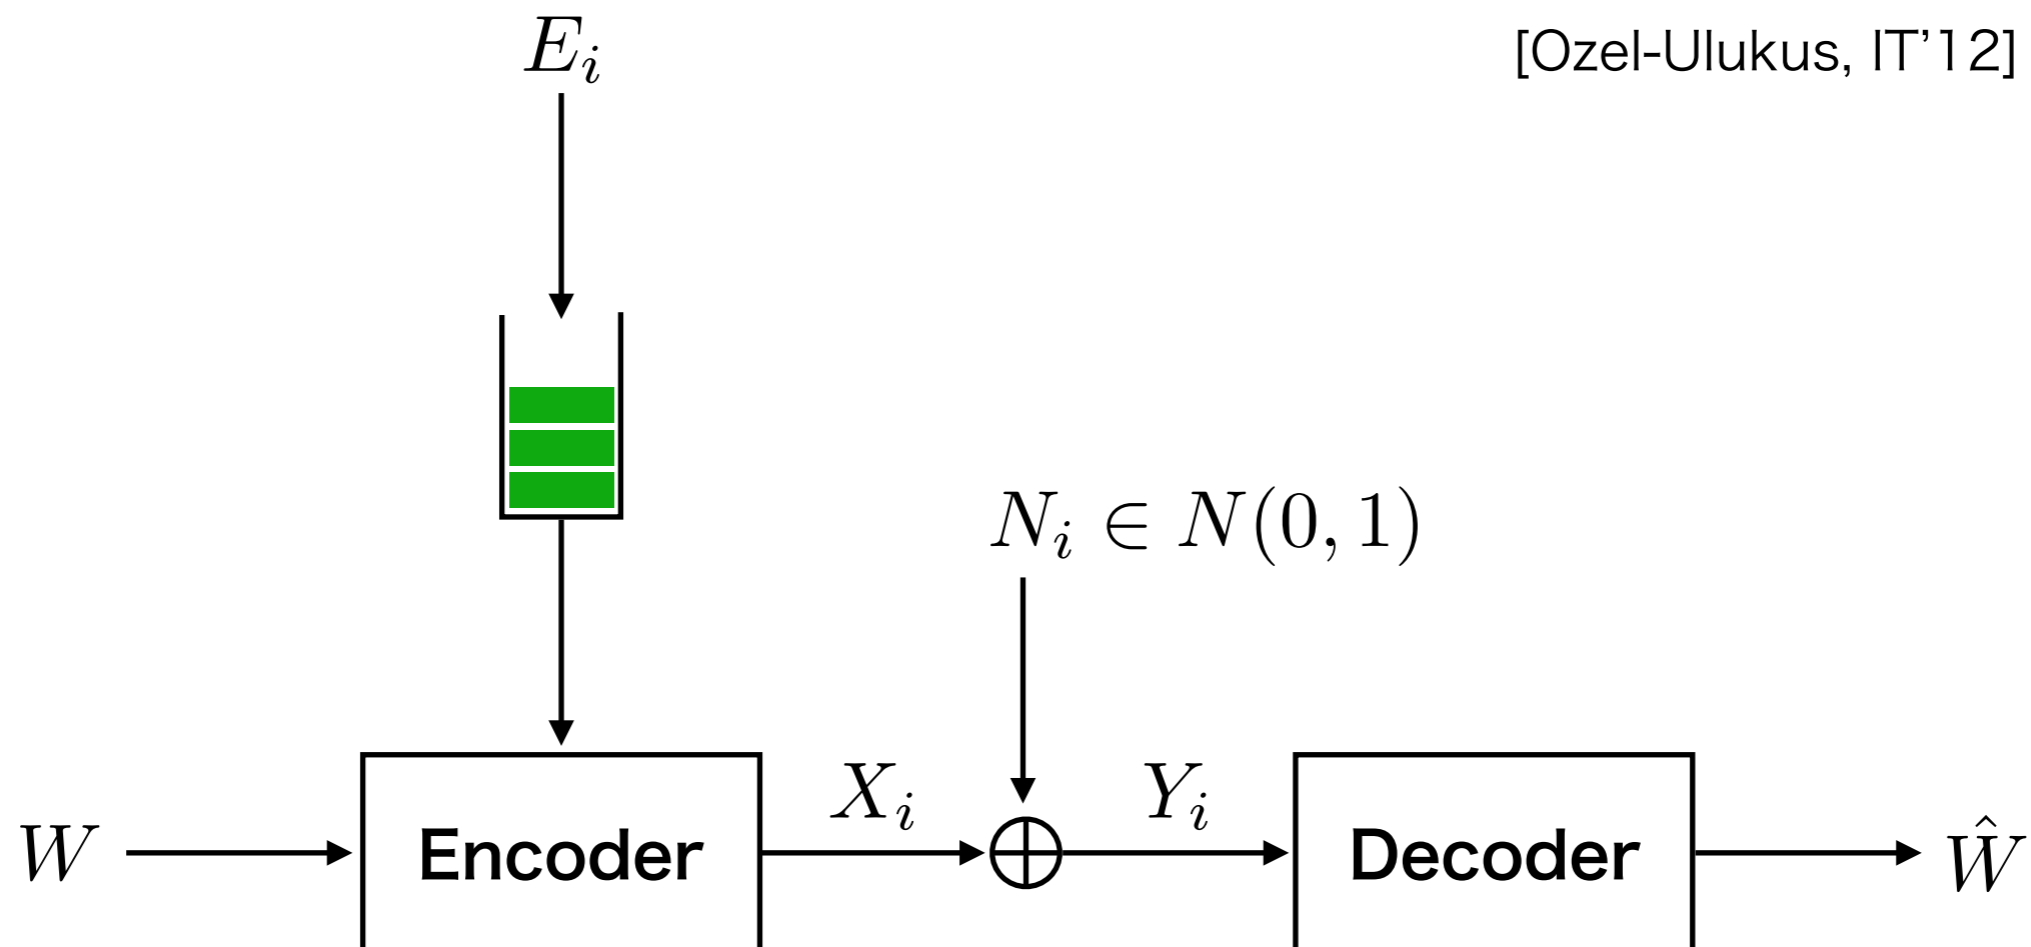 E_i
[Ozel-Ulukus, IT'12]
N_i ∈ N(0, 1)
X_i
Y_i
W
Encoder
Decoder
Ŵ